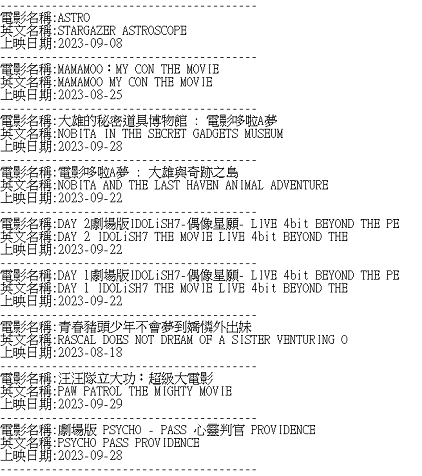 ----------------------------------
電影名稱:ASTRO
英文名稱:STARGAZER ASTROSCOPE
上映日期:2023-09-08
----------------------------------
電影名稱:MAMAMOO：MY CON THE MOVIE
英文名稱:MAMAMOO MY CON THE MOVIE
上映日期:2023-08-25
----------------------------------
電影名稱:大雄的秘密道具博物館 : 電影哆啦A夢
英文名稱:NOBITA IN THE SECRET GADGETS MUSEUM
上映日期:2023-09-28
----------------------------------
電影名稱:電影哆啦A夢 : 大雄與奇跡之島
英文名稱:NOBITA AND THE LAST HAVEN ANIMAL ADVENTURE
上映日期:2023-09-22
----------------------------------
電影名稱:DAY 2劇場版IDOLiSH7-偶像星願- LIVE 4bit BEYOND THE PE
英文名稱:DAY 2 IDOLiSH7 THE MOVIE LIVE 4bit BEYOND THE
上映日期:2023-09-22
----------------------------------
電影名稱:DAY 1劇場版IDOLiSH7-偶像星願- LIVE 4bit BEYOND THE PE
英文名稱:DAY 1 IDOLiSH7 THE MOVIE LIVE 4bit BEYOND THE
上映日期:2023-09-22
----------------------------------
電影名稱:青春豬頭少年不會夢到嬌憐外出妹
英文名稱:RASCAL DOES NOT DREAM OF A SISTER VENTURING O
上映日期:2023-08-18
----------------------------------
電影名稱:汪汪隊立大功：超級大電影
英文名稱:PAW PATROL THE MIGHTY MOVIE
上映日期:2023-09-29
----------------------------------
電影名稱:劇場版 PSYCHO - PASS 心靈判官 PROVIDENCE
英文名稱:PSYCHO PASS PROVIDENCE
上映日期:2023-09-28
----------------------------------